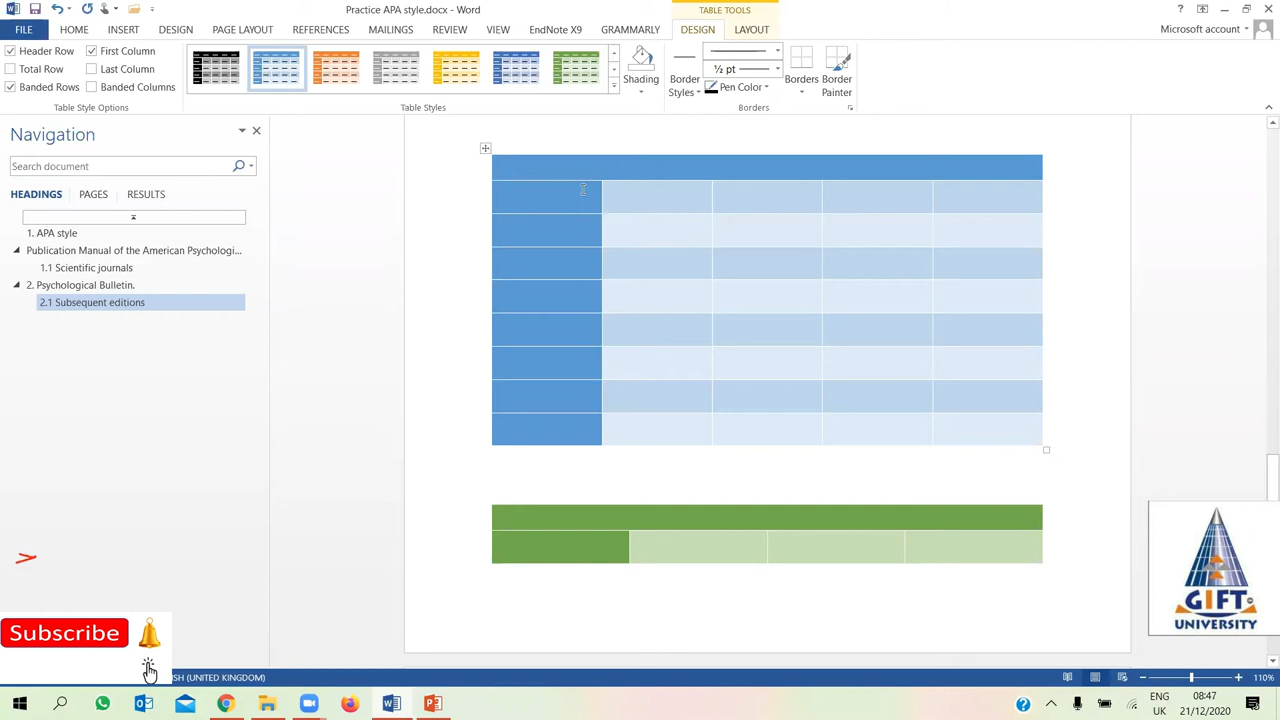 Practice APA style.docx - Word
TABLE TOOLS
FILE HOME INSERT DESIGN PAGE LAYOUT REFERENCES MAILINGS REVIEW VIEW EndNote X9 GRAMMARLY DESIGN LAYOUT Microsoft account
Header Row First Column
Total Row Last Column
Banded Rows Banded Columns
Table Style Options
Table Styles
Shading
Border
Styles
½ pt
Pen Color
Borders
Border
Painter
Borders
Navigation
Search document
HEADINGS PAGES RESULTS
1. APA style
Publication Manual of the American Psychologi...
1.1 Scientific journals
2. Psychological Bulletin.
2.1 Subsequent editions
GIFT
UNIVERSITY
Subscribe
SH (UNITED KINGDOM)
110%
ENG
UK
08:47
21/12/2020